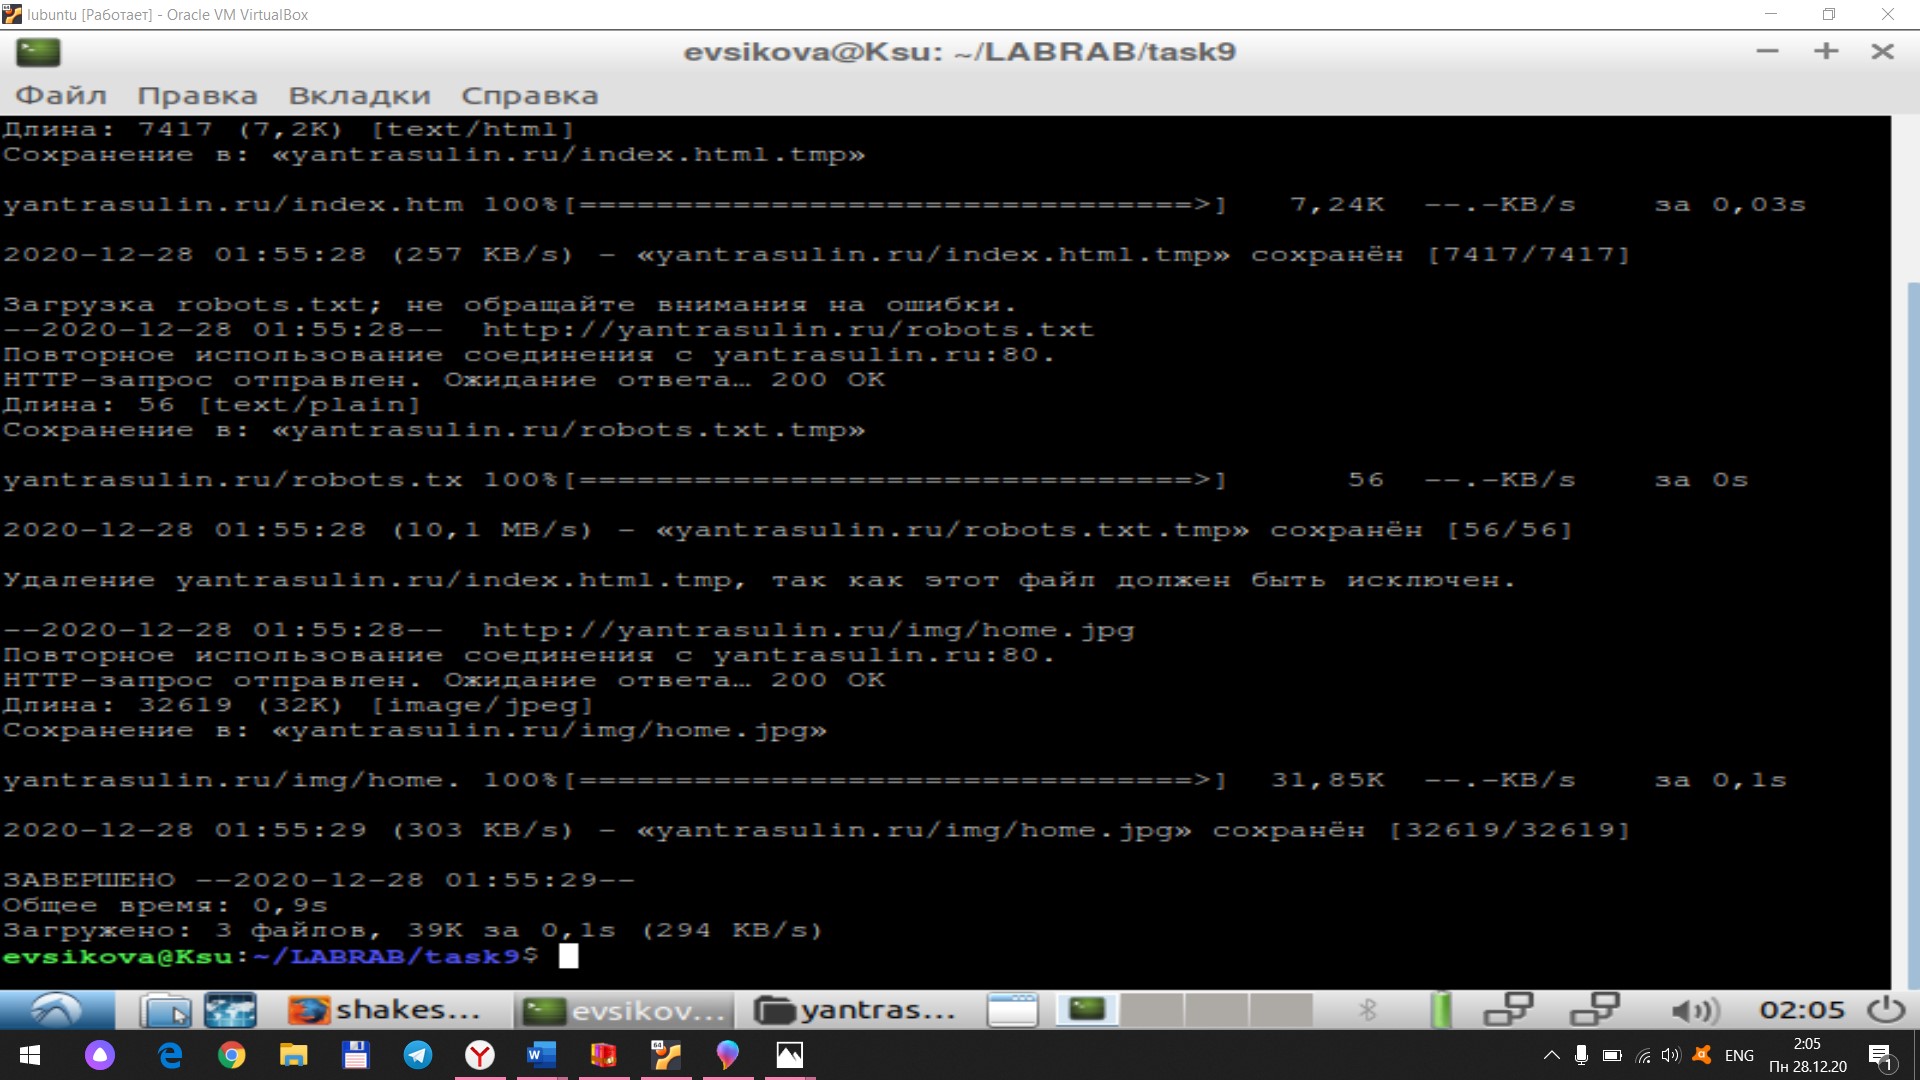 lubuntu [Работает] - Oracle VM VirtualBox
evsikova@Ksu: ~/LABRAB/task9
Файл Правка Вкладки Справка
Длина: 7417 (7,2K) [text/html]
Сохранение в: «yantrasulin.ru/index.html.tmp»
yantrasulin.ru/index.htm 100%[================================>] 7,24K --.-KB/s за 0,03s
2020-12-28 01:55:28 (257 KB/s) - «yantrasulin.ru/index.html.tmp» сохранён [7417/7417]
Загрузка robots.txt; не обращайте внимания на ошибки.
--2020-12-28 01:55:28-- http://yantrasulin.ru/robots.txt
Повторное использование соединения с yantrasulin.ru:80.
HTTP-запрос отправлен. Ожидание ответа… 200 OK
Длина: 56 [text/plain]
Сохранение в: «yantrasulin.ru/robots.txt.tmp»
yantrasulin.ru/robots.tx 100%[================================>] 56 --.-KB/s за 0s
2020-12-28 01:55:28 (10,1 MB/s) - «yantrasulin.ru/robots.txt.tmp» сохранён [56/56]
Удаление yantrasulin.ru/index.html.tmp, так как этот файл должен быть исключен.
--2020-12-28 01:55:28-- http://yantrasulin.ru/img/home.jpg
Повторное использование соединения с yantrasulin.ru:80.
HTTP-запрос отправлен. Ожидание ответа… 200 OK
Длина: 32619 (32K) [image/jpeg]
Сохранение в: «yantrasulin.ru/img/home.jpg»
yantrasulin.ru/img/home. 100%[================================>] 31,85K --.-KB/s за 0,1s
2020-12-28 01:55:29 (303 KB/s) - «yantrasulin.ru/img/home.jpg» сохранён [32619/32619]
ЗАВЕРШЕНО --2020-12-28 01:55:29--
Общее время: 0,9s
Загружено: 3 файлов, 39K за 0,1s (294 KB/s)
evsikova@Ksu:~/LABRAB/task9$
shakes... evsikov... yantras... 02:05
64
ENG
2:05
Пн 28.12.20
1